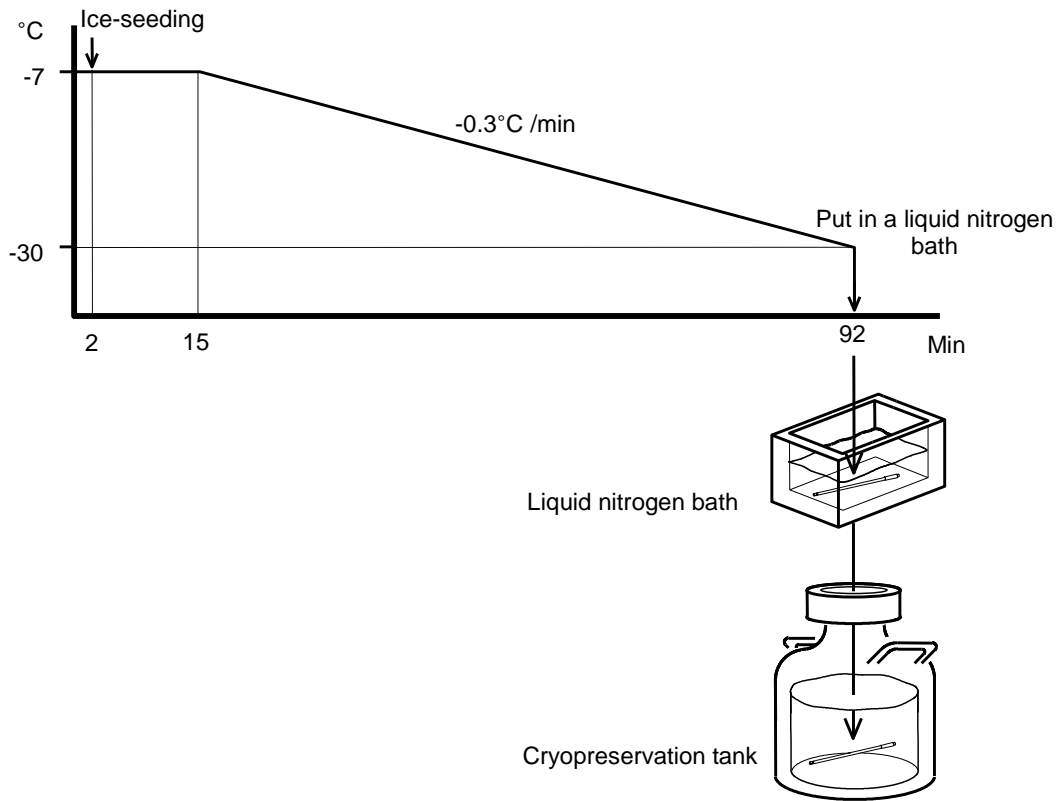 Ice-seeding
°C
-7
-0.3°C /min
Put in a liquid nitrogen
bath
-30
2
15
92
Min
Liquid nitrogen bath
Cryopreservation tank